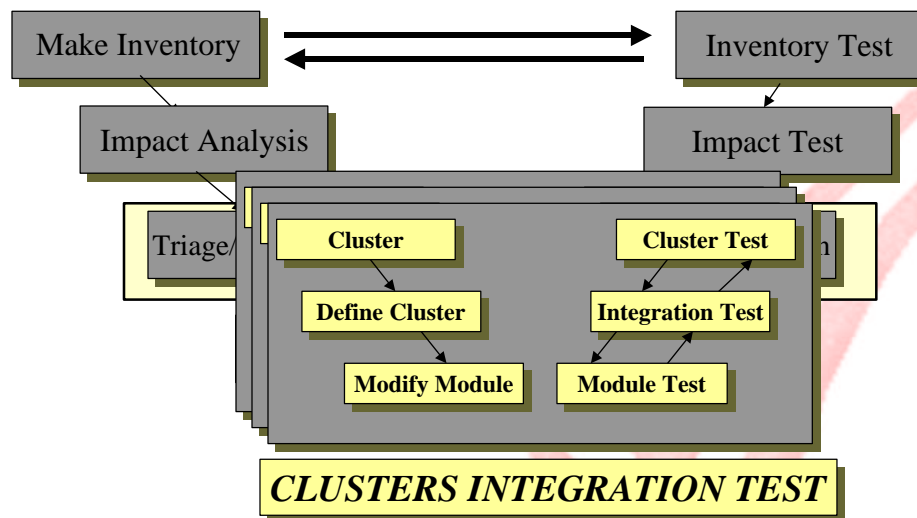 Make Inventory
Inventory Test
Impact Analysis
Impact Test
Triage/
Cluster
Cluster Test
Define Cluster
Integration Test
Modify Module
Module Test
CLUSTERS INTEGRATION TEST